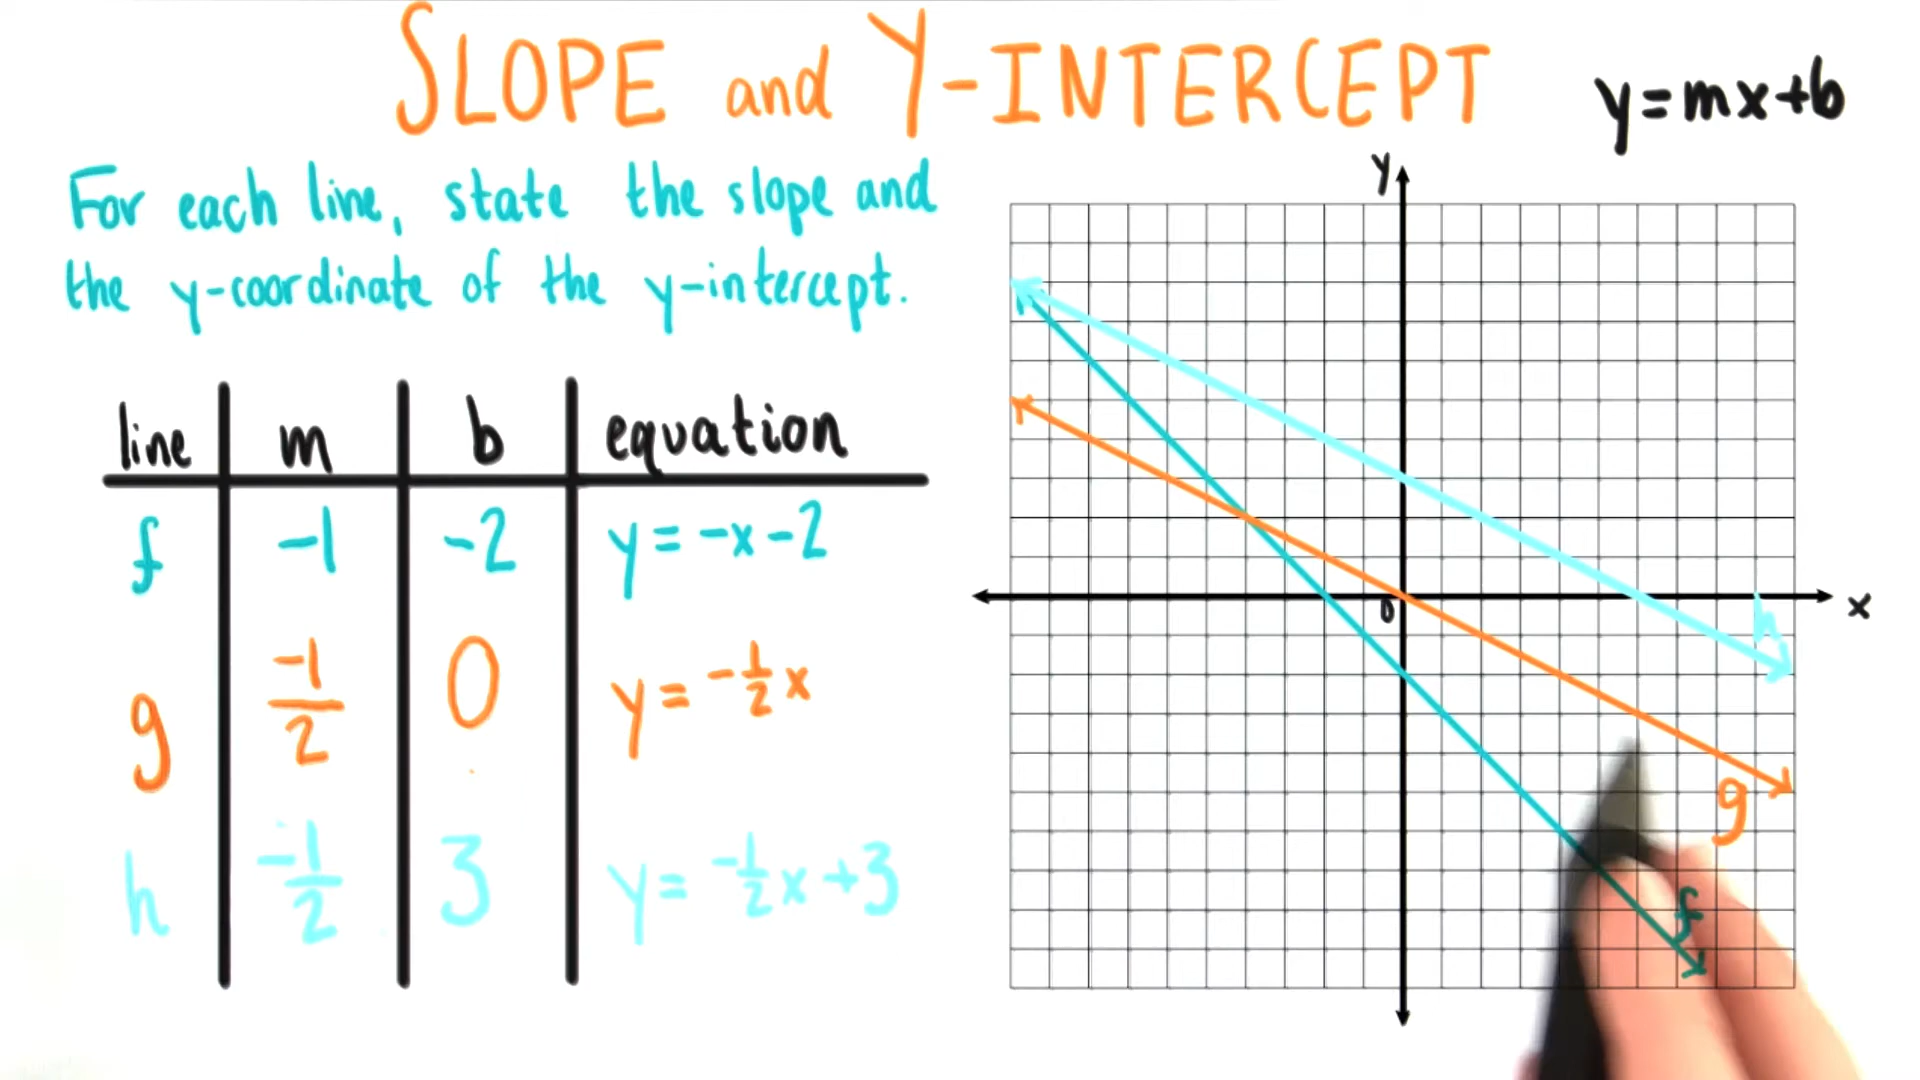 SLOPE and Y-INTERCEPT
y=mx+b
For each line, state the slope and
the y-coordinate of the y-intercept.
line m b equation
f -1 -2 y = -x-2
g -1/2 0 y = -1/2x
h -1/2 3 y = -1/2x+3
y
x
0
h
g
f